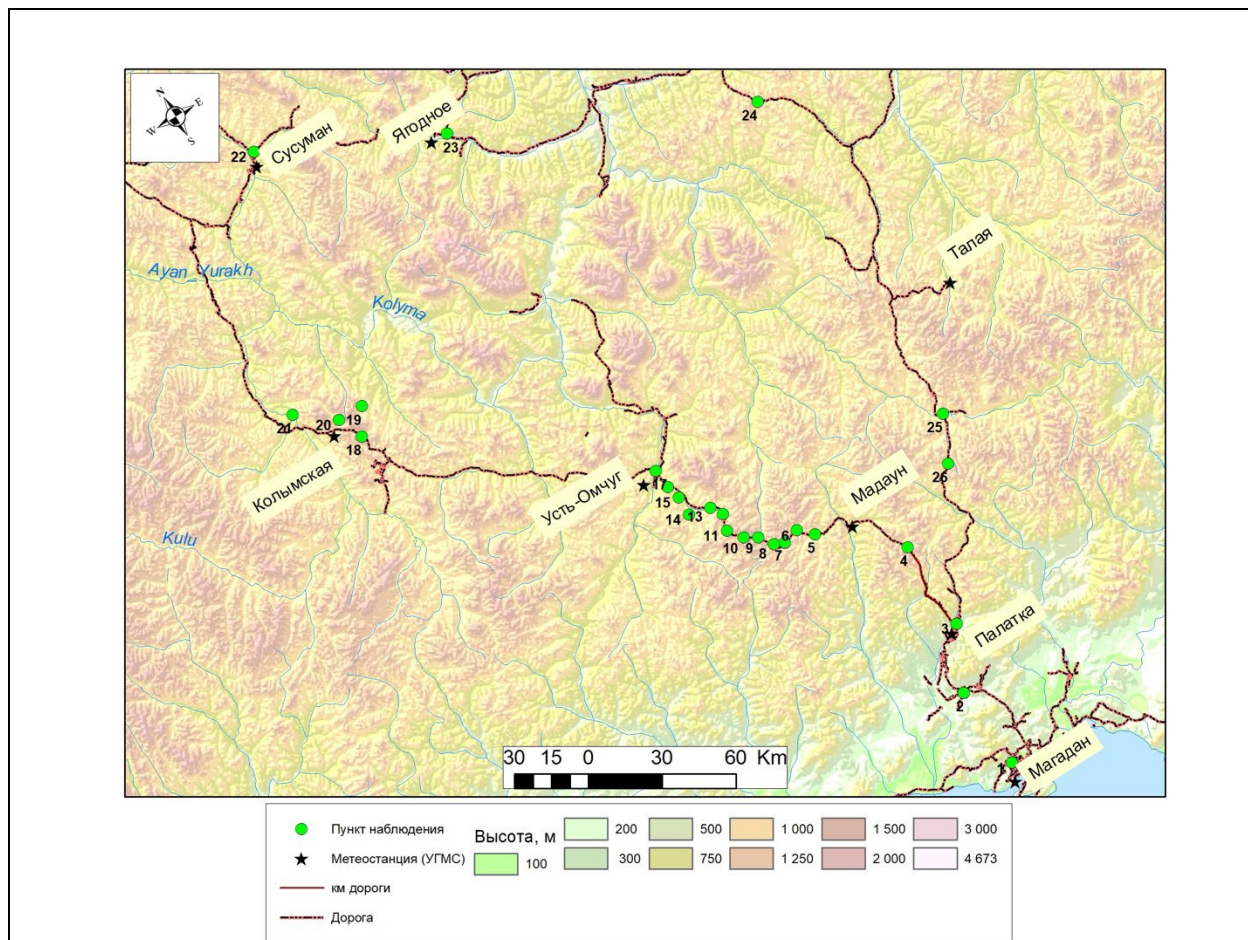 N
E
W
S
Сусуман
22
Ягодное
23
24
Талая
Ayan_Yurakh
Kolyma
21
20
19
18
Колымская
25
26
Усть-Омчуг
17
15
14
13
11
10
9
8
7
6
5
Мадаун
4
Kulu
3
Палатка
2
1
Магадан
30 15 0 30 60 Km
Пункт наблюдения
Метеостанция (УГМС)
км дороги
Дорога
Высота, м
100
200 500 1 000 1 500 3 000
300 750 1 250 2 000 4 673